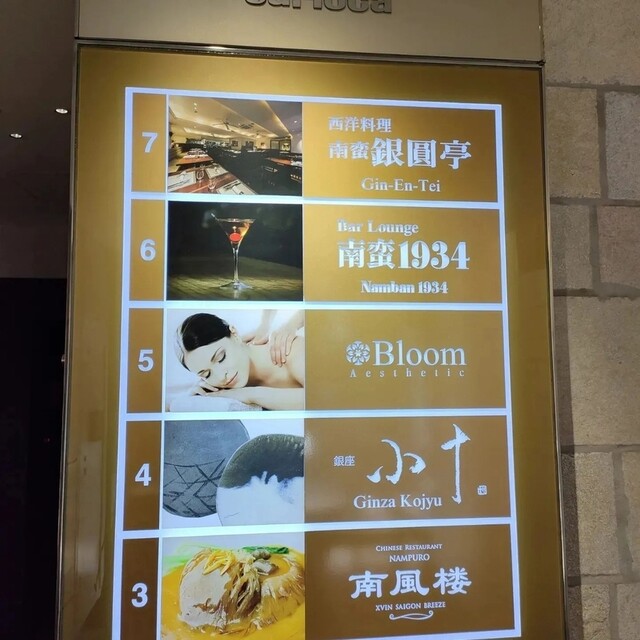 carioca
7
西洋料理
南蛮銀圓亭
Gin-En-Tei
6
Bar Lounge
南蛮1934
Namban 1934
5
Bloom
Aesthetic
4
銀座
小十
Ginza Kojyu
3
CHINESE RESTAURANT
NAMPURO
南風楼
XVIN SAIGON BREEZE